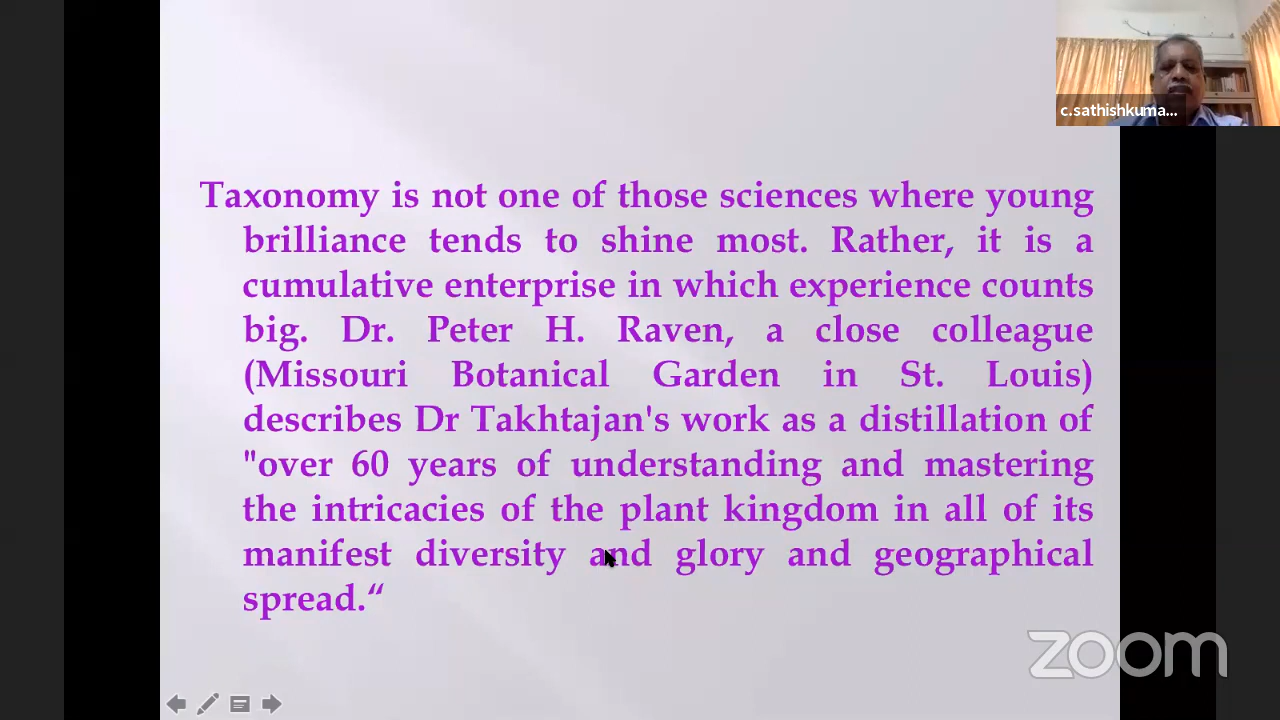 c.sathishkuma...
Taxonomy is not one of those sciences where young
brilliance tends to shine most. Rather, it is a
cumulative enterprise in which experience counts
big. Dr. Peter H. Raven, a close colleague
(Missouri Botanical Garden in St. Louis)
describes Dr Takhtajan's work as a distillation of
"over 60 years of understanding and mastering
the intricacies of the plant kingdom in all of its
manifest diversity and glory and geographical
spread.“
zoom